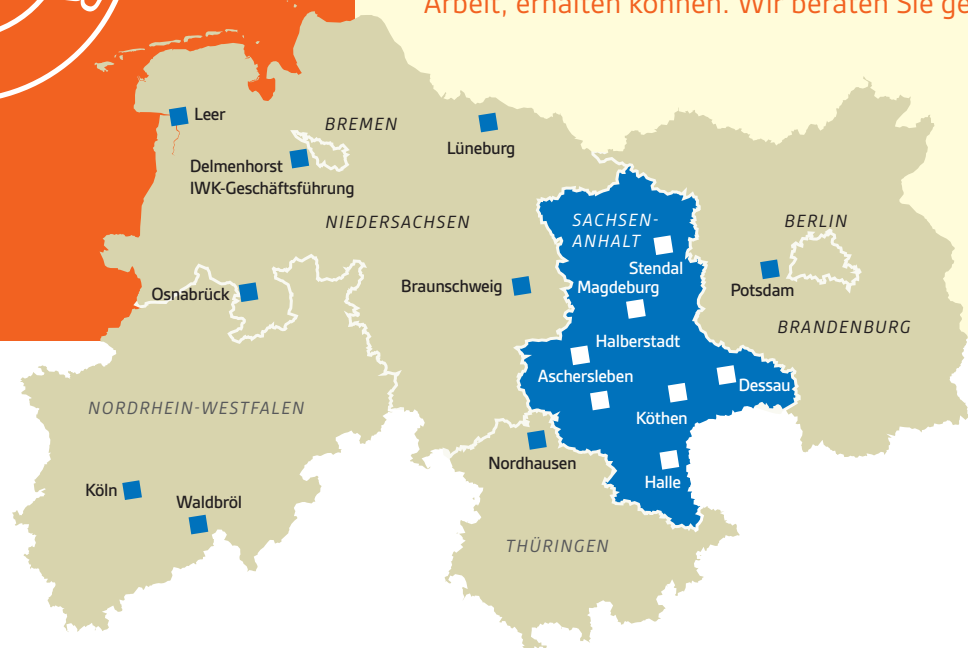 Arbeit, erhalten können. Wir beraten Sie
Leer
BREMEN
Lüneburg
Delmenhorst
IWK-Geschäftsführung
NIEDERSACHSEN
SACHSEN-
ANHALT
BERLIN
Stendal
Osnabrück
Braunschweig
Magdeburg
Potsdam
BRANDENBURG
Halberstadt
Aschersleben
Dessau
NORDRHEIN-WESTFALEN
Köthen
Nordhausen
Halle
Köln
Waldbröl
THÜRINGEN